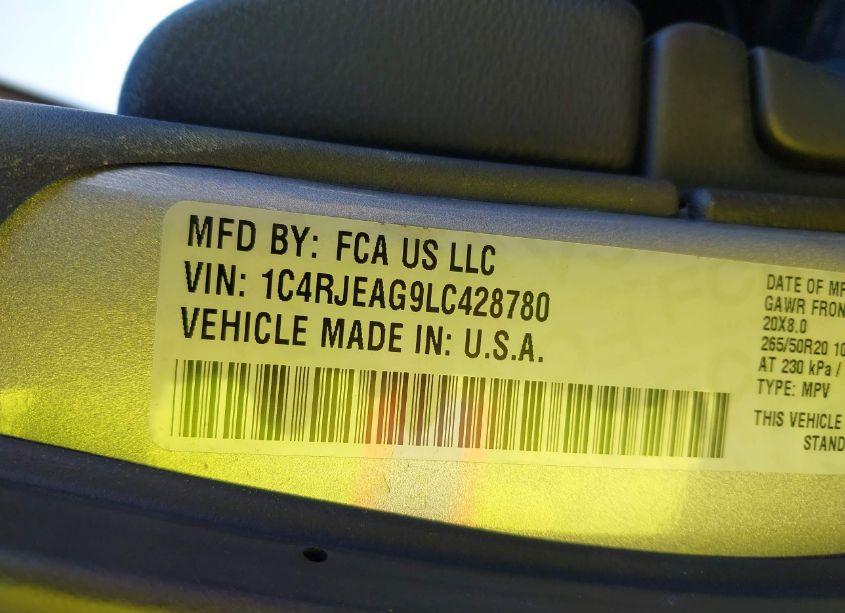 MFD BY: FCA US LLC
VIN: 1C4RJEAG9LC428780
VEHICLE MADE IN: U.S.A.
DATE OF MF
GAWR FRON
20X8.0
265/50R20 10
AT 230 kPa /
TYPE: MPV
THIS VEHICLE
STAND